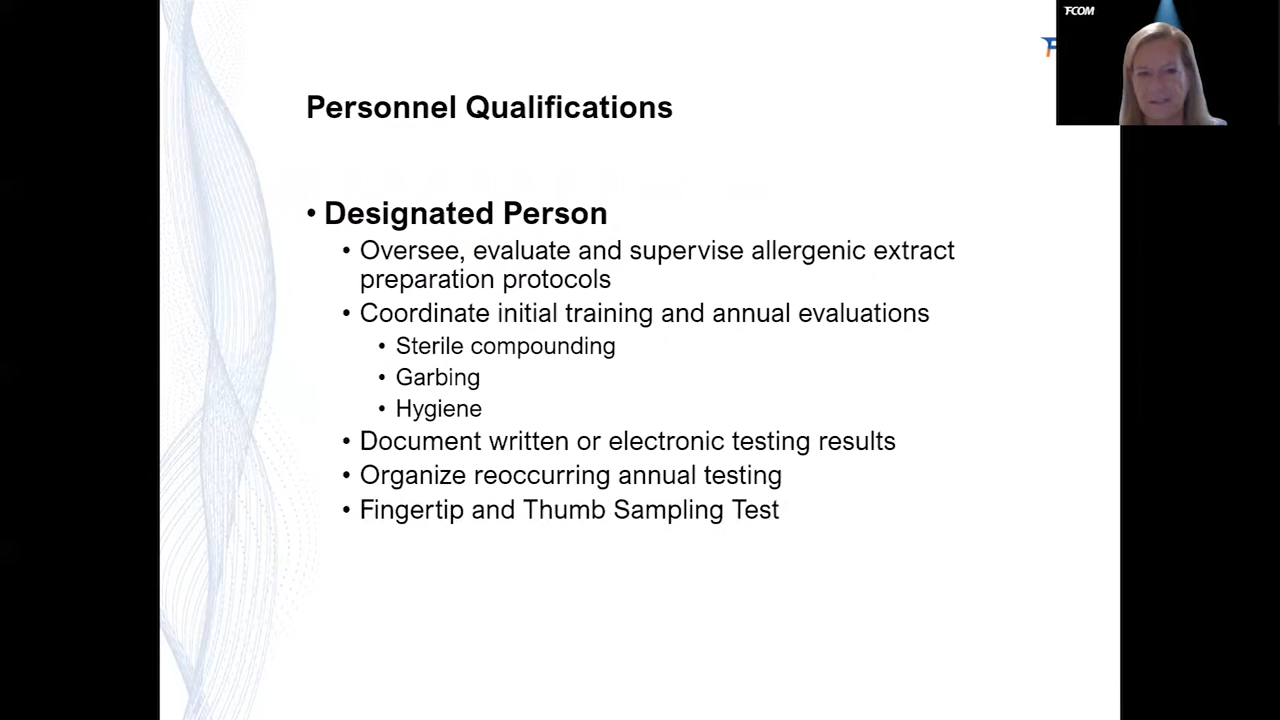 TFCOM
Personnel Qualifications
• Designated Person
• Oversee, evaluate and supervise allergenic extract
preparation protocols
• Coordinate initial training and annual evaluations
• Sterile compounding
• Garbing
• Hygiene
• Document written or electronic testing results
• Organize reoccurring annual testing
• Fingertip and Thumb Sampling Test